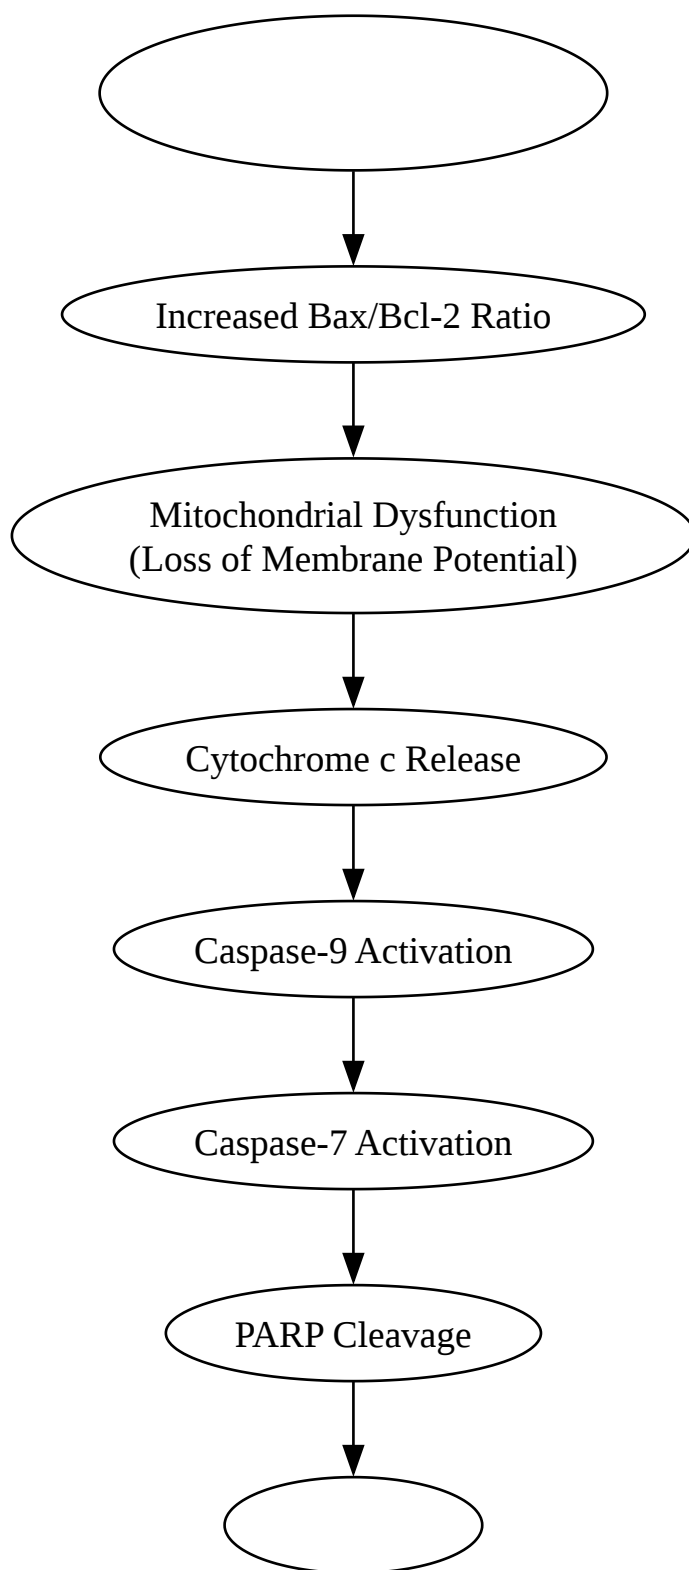 Increased Bax/Bcl-2 Ratio
Mitochondrial Dysfunction
(Loss of Membrane Potential)
Cytochrome c Release
Caspase-9 Activation
Caspase-7 Activation
PARP Cleavage